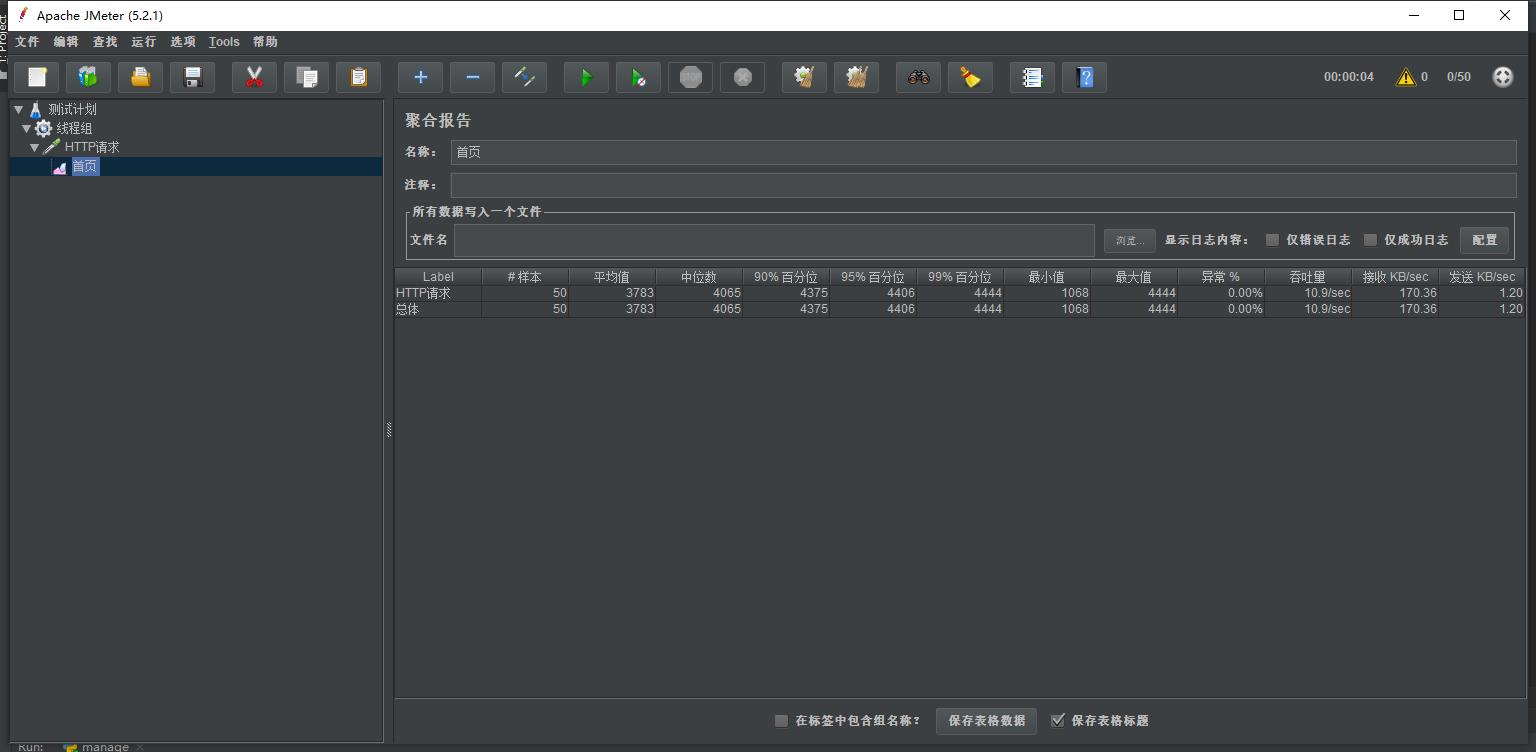 Apache JMeter (5.2.1)
文件 编辑 查找 运行 选项 Tools 帮助
STOP
00:00:04 0 0/50
测试计划
线程组
HTTP请求
首页
聚合报告
名称： 首页
注释：
所有数据写入一个文件
文件名 浏览... 显示日志内容： 仅错误日志 仅成功日志 配置
Label # 样本 平均值 中位数 90% 百分位 95% 百分位 99% 百分位 最小值 最大值 异常 % 吞吐量 接收 KB/sec 发送 KB/sec
HTTP请求 50 3783 4065 4375 4406 4444 1068 4444 0.00% 10.9/sec 170.36 1.20
总体 50 3783 4065 4375 4406 4444 1068 4444 0.00% 10.9/sec 170.36 1.20
在标签中包含组名称？ 保存表格数据 保存表格标题
Run: manage ×